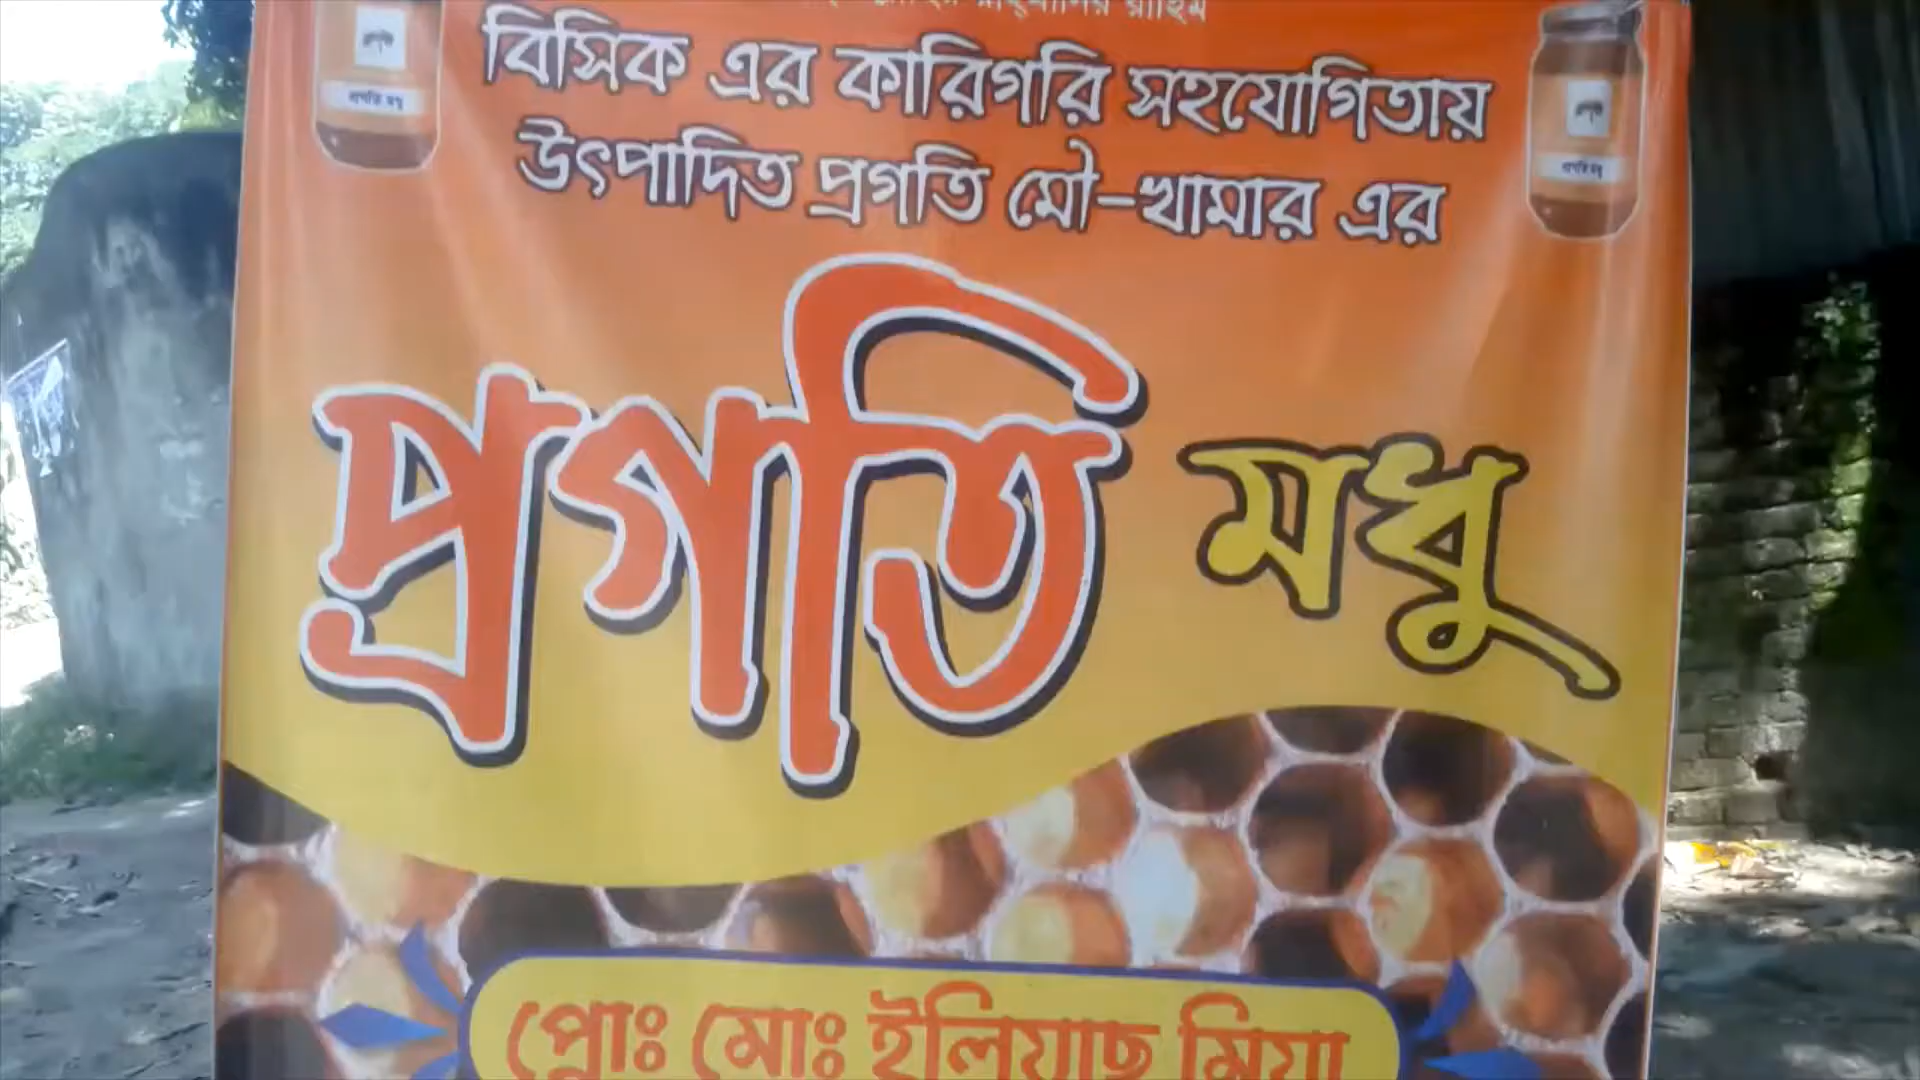 বিসিক এর কারিগরি সহযোগিতায়
উৎপাদিত প্রগতি মৌ-খামার এর
প্রগতি মধু
প্রোঃ মোঃ ইলিয়াছ মিয়া